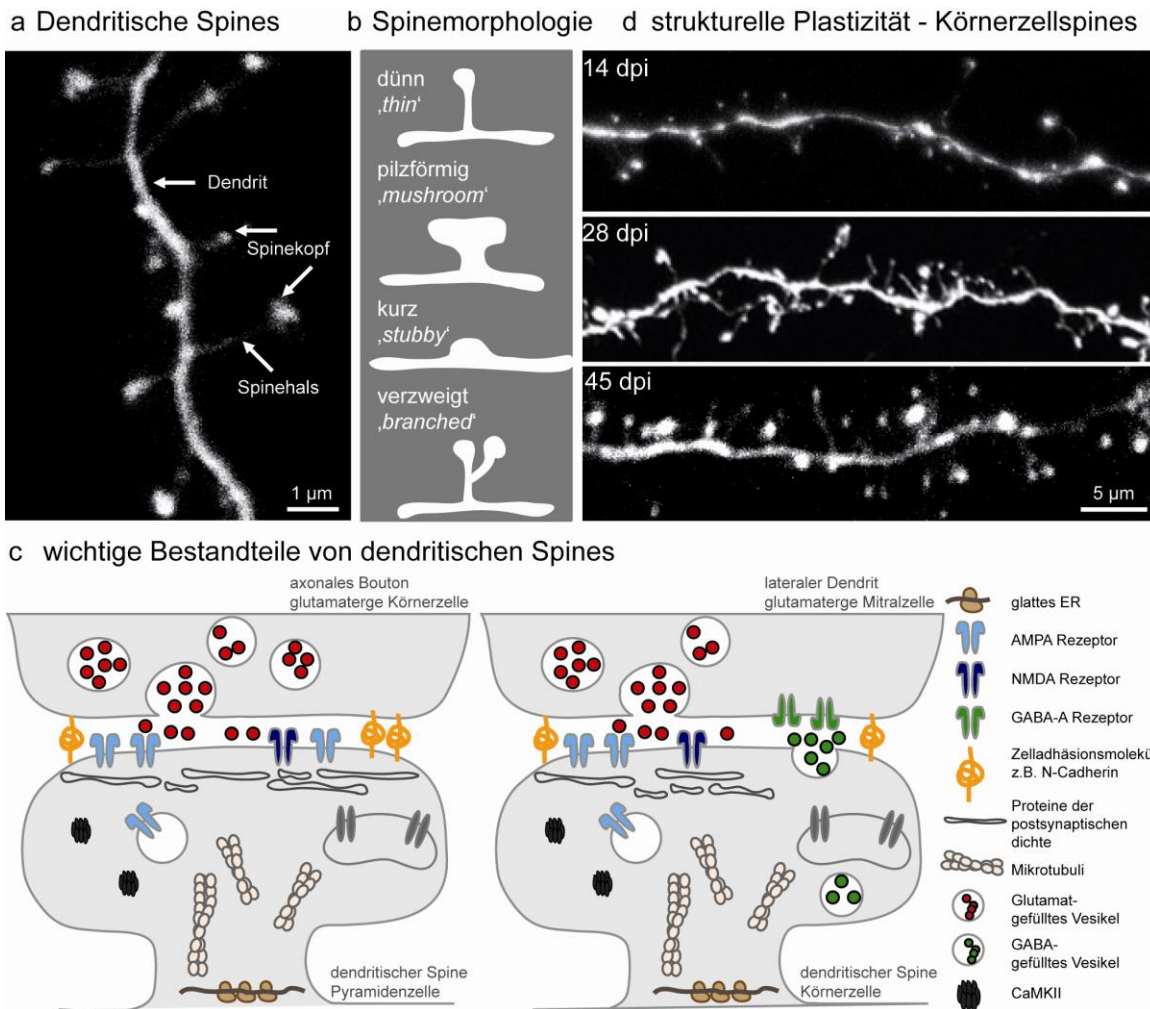 a Dendritische Spines
Dendrit
Spinekopf
Spinehals
1 µm
b Spinemorphologie
dünn
‚thin‘
pilzförmig
‚mushroom‘
kurz
‚stubby‘
verzweigt
‚branched‘
d strukturelle Plastizität - Körnerzellspines
14 dpi
28 dpi
45 dpi
5 µm
c wichtige Bestandteile von dendritischen Spines
axonales Bouton
glutamaterge Körnerzelle
dendritischer Spine
Pyramidenzelle
lateraler Dendrit
glutamaterge Mitralzelle
dendritischer Spine
Körnerzelle
glattes ER
AMPA Rezeptor
NMDA Rezeptor
GABA-A Rezeptor
Zelladhäsionsmolekü
z.B. N-Cadherin
Proteine der
postsynaptischen
dichte
Mikrotubuli
Glutamat-
gefülltes Vesikel
GABA-
gefülltes Vesikel
CaMKII